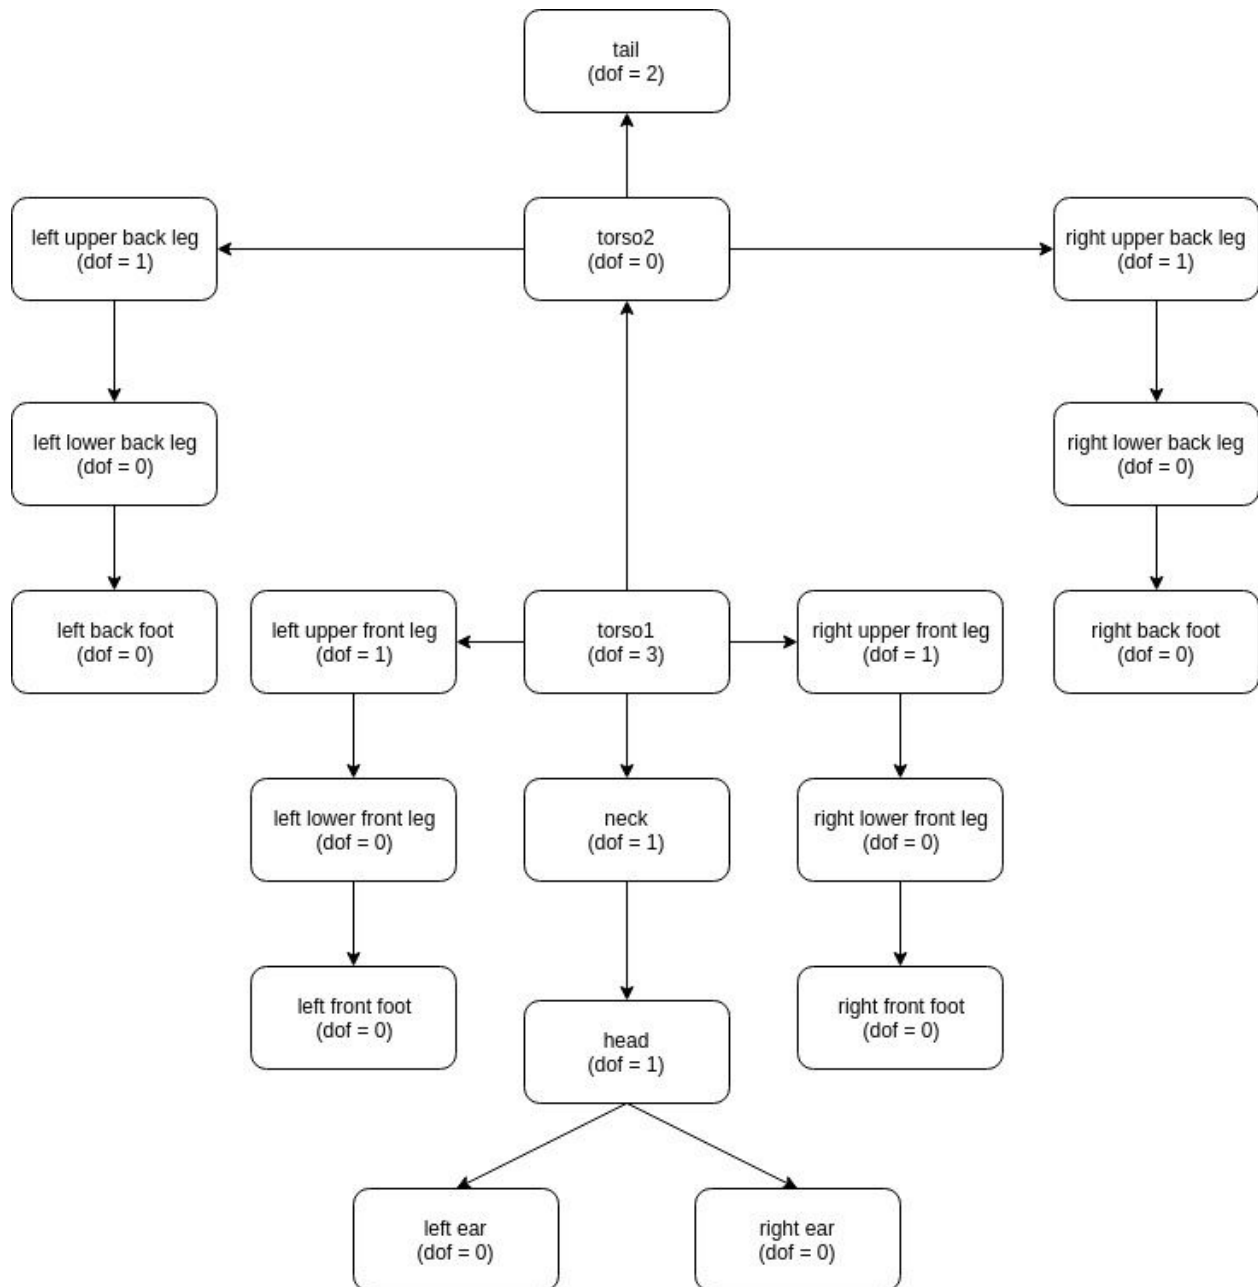 tail
(dof = 2)
left upper back leg
(dof = 1)
torso2
(dof = 0)
right upper back leg
(dof = 1)
left lower back leg
(dof = 0)
right lower back leg
(dof = 0)
left back foot
(dof = 0)
left upper front leg
(dof = 1)
torso1
(dof = 3)
right upper front leg
(dof = 1)
right back foot
(dof = 0)
left lower front leg
(dof = 0)
neck
(dof = 1)
right lower front leg
(dof = 0)
left front foot
(dof = 0)
head
(dof = 1)
right front foot
(dof = 0)
left ear
(dof = 0)
right ear
(dof = 0)